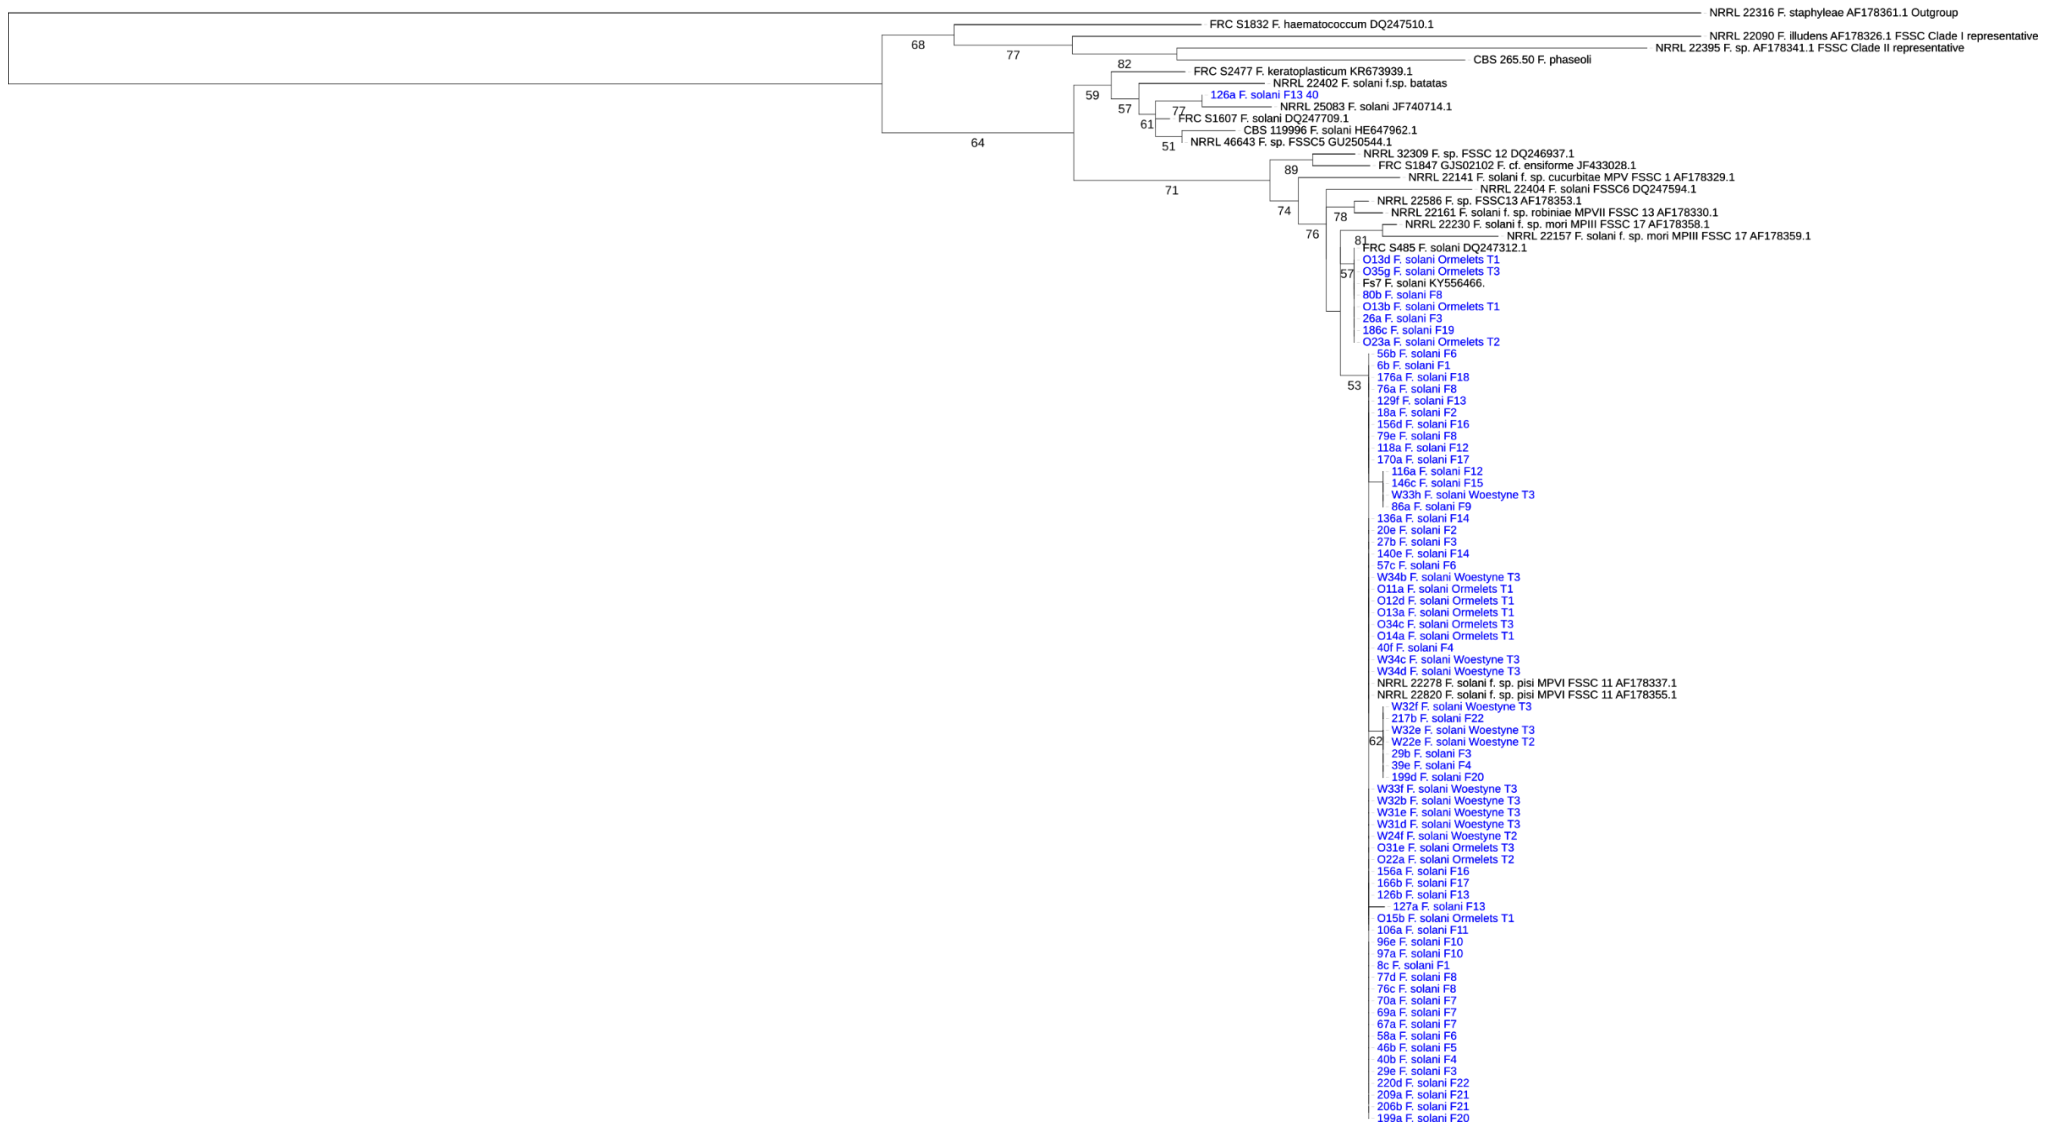 NRRL 22316 F. staphyleae AF178361.1 Outgroup
FRC S1832 F. haematococcum DQ247510.1
68
NRRL 22090 F. illudens AF178326.1 FSSC Clade I representative
NRRL 22395 F. sp. AF178341.1 FSSC Clade II representative
77
CBS 265.50 F. phaseoli
82
FRC S2477 F. keratoplasticum KR673939.1
NRRL 22402 F. solani f.sp. batatas
59
126a F. solani F13 40
57
NRRL 25083 F. solani JF740714.1
77
FRC S1607 F. solani DQ247709.1
61
CBS 119996 F. solani HE647962.1
NRRL 46643 F. sp. FSSC5 GU250544.1
51
64
NRRL 32309 F. sp. FSSC 12 DQ246937.1
FRC S1847 GJS02102 F. cf. ensiforme JF433028.1
89
NRRL 22141 F. solani f. sp. cucurbitae MPV FSSC 1 AF178329.1
71
NRRL 22404 F. solani FSSC6 DQ247594.1
NRRL 22586 F. sp. FSSC13 AF178353.1
74
NRRL 22161 F. solani f. sp. robiniae MPVII FSSC 13 AF178330.1
78
NRRL 22230 F. solani f. sp. mori MPIII FSSC 17 AF178358.1
76
NRRL 22157 F. solani f. sp. mori MPIII FSSC 17 AF178359.1
81
FRC S485 F. solani DQ247312.1
O13d F. solani Ormelets T1
57
O35g F. solani Ormelets T3
Fs7 F. solani KY556466.
80b F. solani F8
O13b F. solani Ormelets T1
26a F. solani F3
186c F. solani F19
O23a F. solani Ormelets T2
56b F. solani F6
6b F. solani F1
176a F. solani F18
53
76a F. solani F8
129f F. solani F13
18a F. solani F2
156d F. solani F16
79e F. solani F8
118a F. solani F12
170a F. solani F17
116a F. solani F12
146c F. solani F15
W33h F. solani Woestyne T3
86a F. solani F9
136a F. solani F14
20e F. solani F2
27b F. solani F3
140e F. solani F14
57c F. solani F6
W34b F. solani Woestyne T3
O11a F. solani Ormelets T1
O12d F. solani Ormelets T1
O13a F. solani Ormelets T1
O34c F. solani Ormelets T3
O14a F. solani Ormelets T1
40f F. solani F4
W34c F. solani Woestyne T3
W34d F. solani Woestyne T3
NRRL 22278 F. solani f. sp. pisi MPVI FSSC 11 AF178337.1
NRRL 22820 F. solani f. sp. pisi MPVI FSSC 11 AF178355.1
W32f F. solani Woestyne T3
217b F. solani F22
W32e F. solani Woestyne T3
62
W22e F. solani Woestyne T2
29b F. solani F3
39e F. solani F4
199d F. solani F20
W33f F. solani Woestyne T3
W32b F. solani Woestyne T3
W31e F. solani Woestyne T3
W31d F. solani Woestyne T3
W24f F. solani Woestyne T2
O31e F. solani Ormelets T3
O22a F. solani Ormelets T2
156a F. solani F16
166b F. solani F17
126b F. solani F13
127a F. solani F13
O15b F. solani Ormelets T1
106a F. solani F11
96e F. solani F10
97a F. solani F10
8c F. solani F1
77d F. solani F8
76c F. solani F8
70a F. solani F7
69a F. solani F7
67a F. solani F7
58a F. solani F6
46b F. solani F5
40b F. solani F4
29e F. solani F3
220d F. solani F22
209a F. solani F21
206b F. solani F21
199a F. solani F20